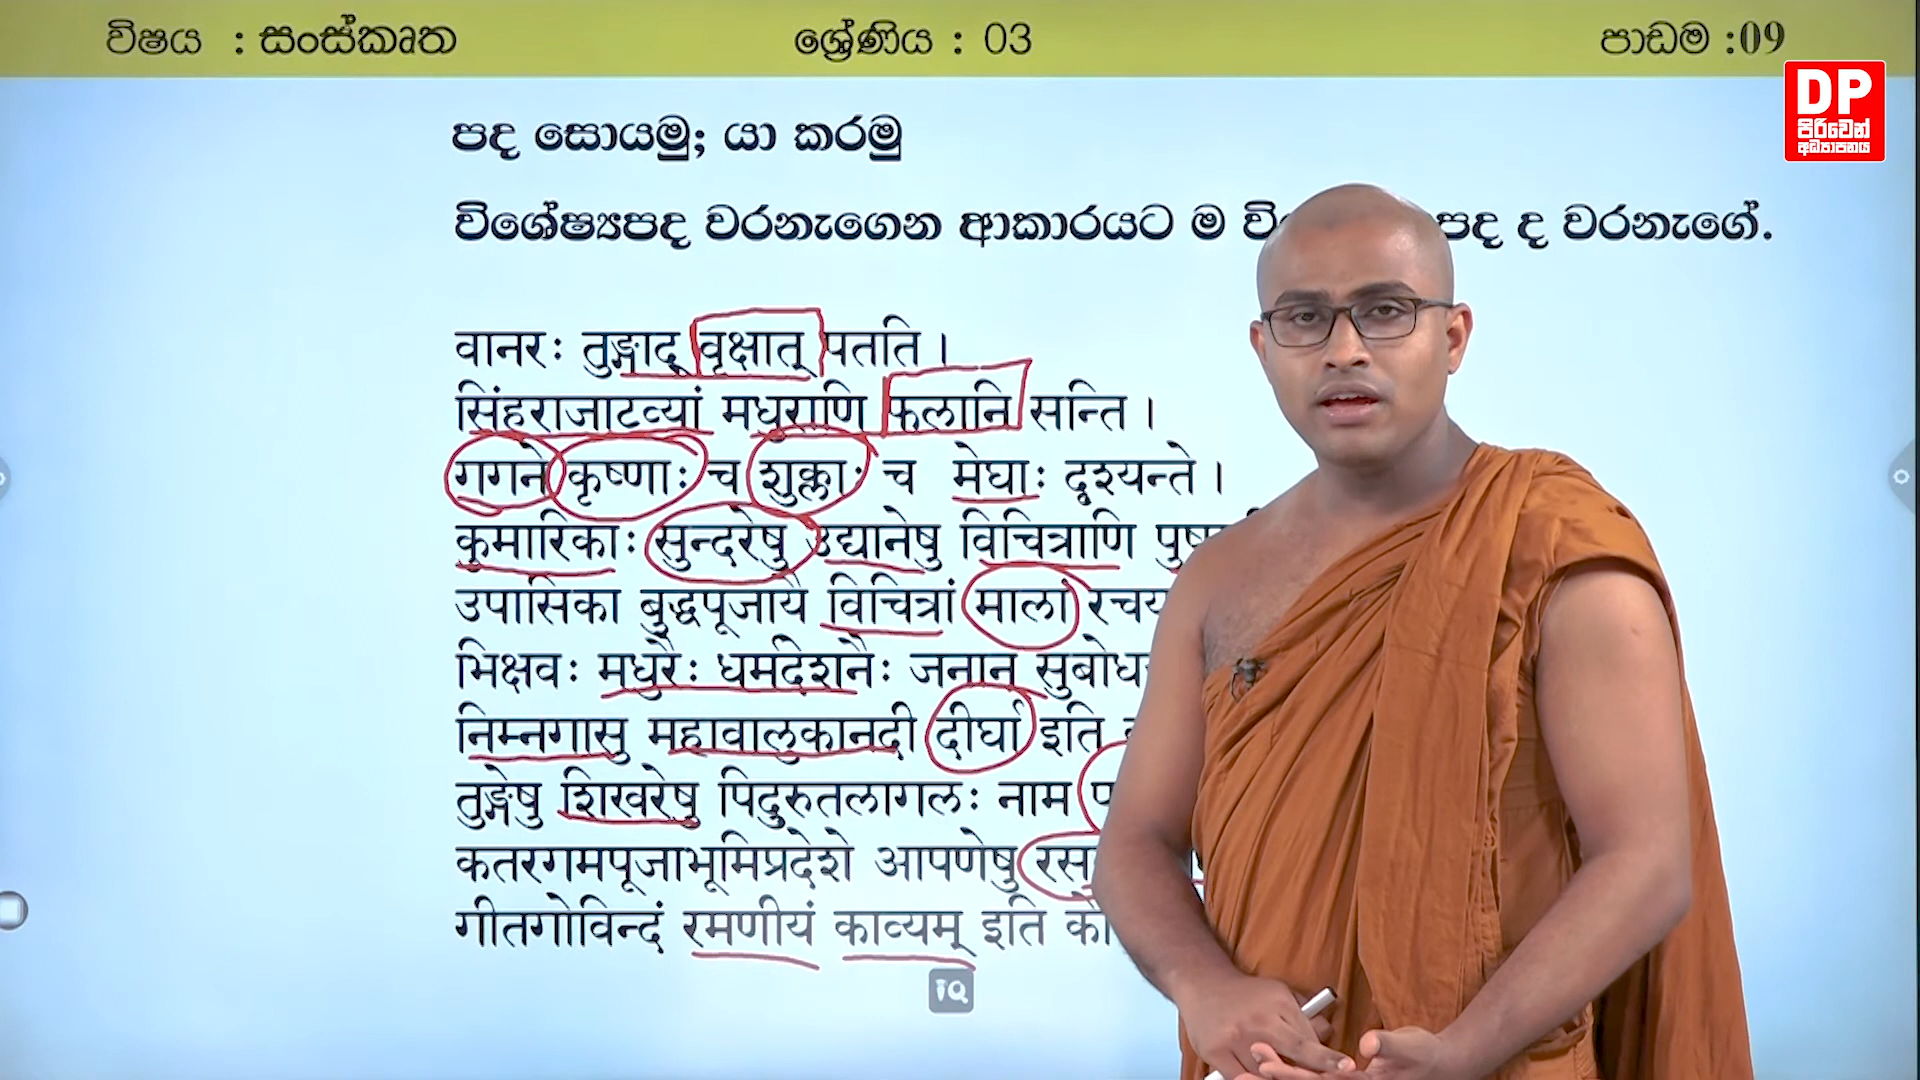 විෂය : සංස්කෘත ශ්‍රේණිය : 03 පාඩම :09
DP
පිරිවෙන්
අධ්‍යාපනය
පද සොයමු; යා කරමු
විශේෂ්‍යපද වරනැගෙන ආකාරයට ම පද ද වරනැගේ.
वानरः तुङ्गाद् वृक्षात् पतति ।
सिंहराजाटव्यां मधुराणि फलानि सन्ति ।
गगने कृष्णाः च शुक्लाः च मेघाः दृश्यन्ते ।
कुमारिकाः सुन्दरेषु उद्यानेषु विचित्राणि
उपासिका बुद्धपूजायै विचित्रां मालां
भिक्षवः मधुरैः धर्मदेशनैः जनान्
निम्नगासु महावालुकानदी दीर्घा इति
तुङ्गेषु शिखरेषु पिदुरुतलागलः नाम
कतरगमपूजाभूमिप्रदेशे आपणेषु
गीतगोविन्दं रमणीयं काव्यम् इति